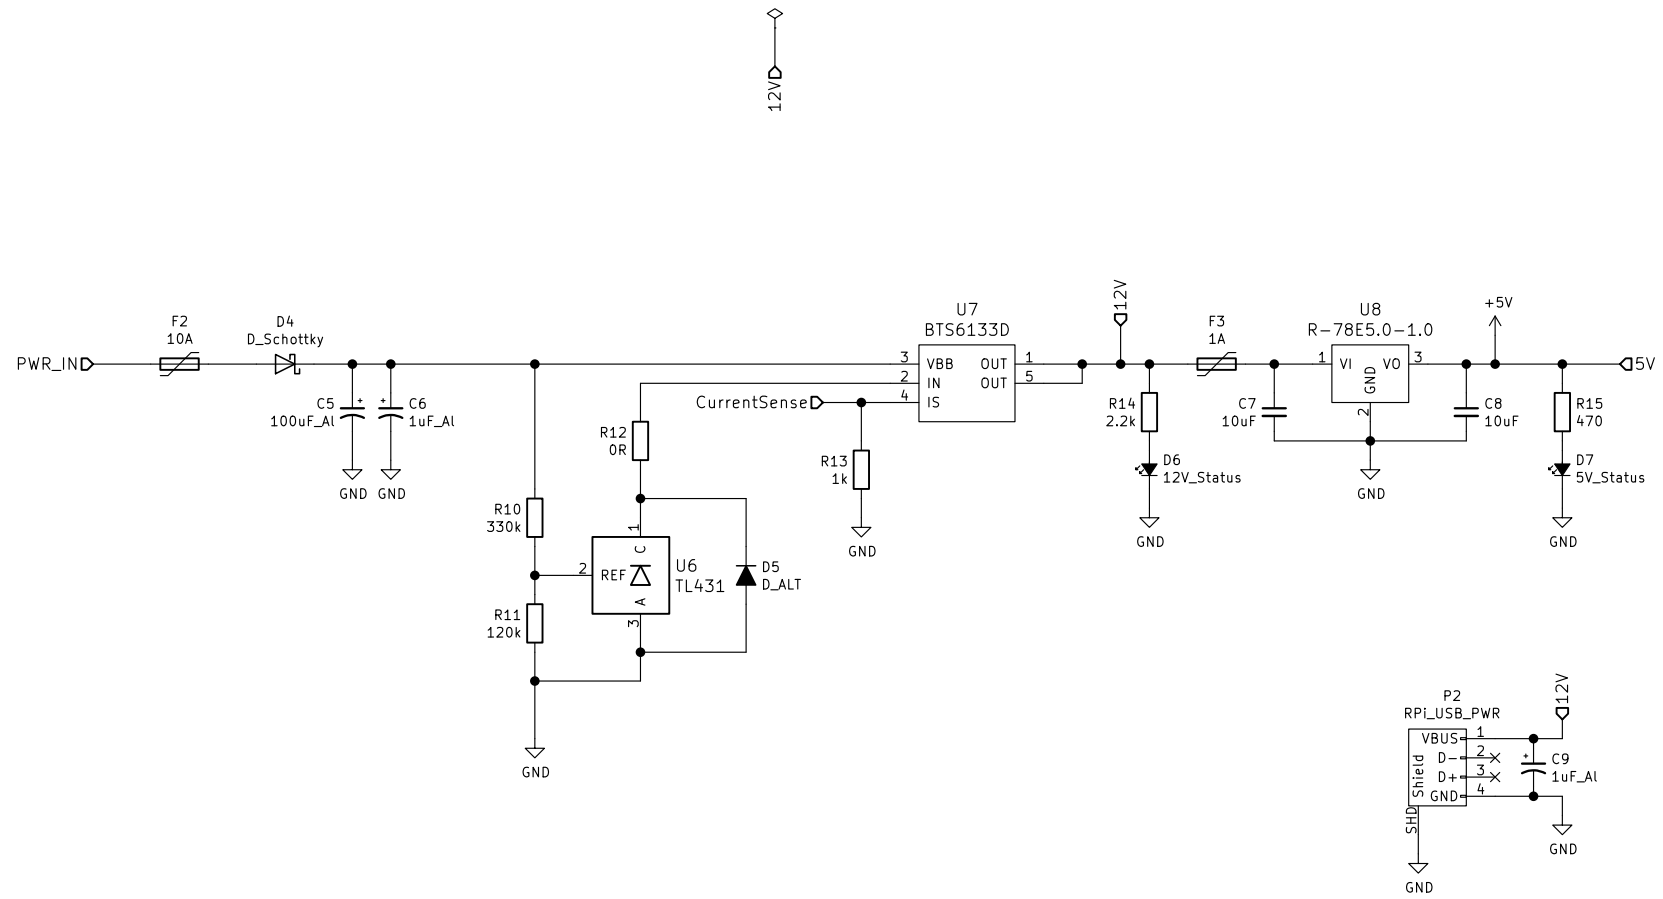 12V
12V
F2
10A
D4
D_Schottky
PWR_IN
C5
100uF_Al
C6
1uF_Al
GND
GND
U7
BTS6133D
3
VBB
OUT
1
2
IN
OUT
5
4
IS
CurrentSense
R12
0R
R13
1k
GND
R10
330k
R11
120k
2
REF
1
C
A
3
U6
TL431
D5
D_ALT
GND
F3
1A
R14
2.2k
D6
12V_Status
GND
C7
10uF
U8
R-78E5.0-1.0
1
VI
VO
3
GND
2
GND
C8
10uF
+5V
5V
R15
470
D7
5V_Status
GND
P2
RPi_USB_PWR
12V
VBUS
1
D-
2
D+
3
GND
4
Shield
SHD
C9
1uF_Al
GND
GND